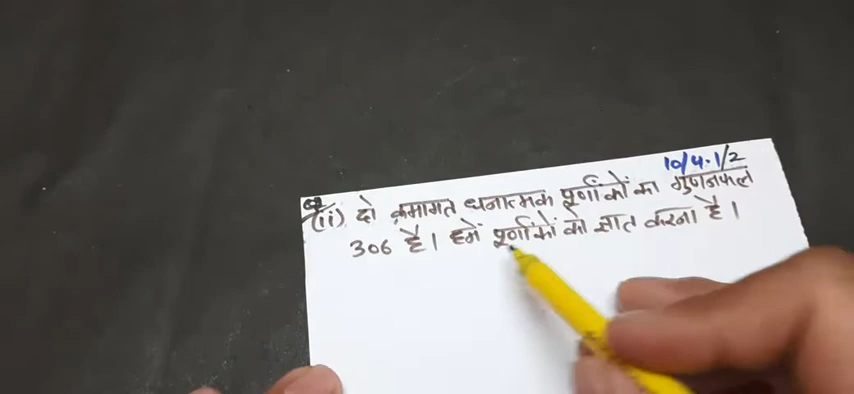 10/4.1/2
(ii) दो क्रमागत धनात्मक पूर्णांकों का गुणनफल
306 है। हमें पूर्णांकों को ज्ञात करना है।